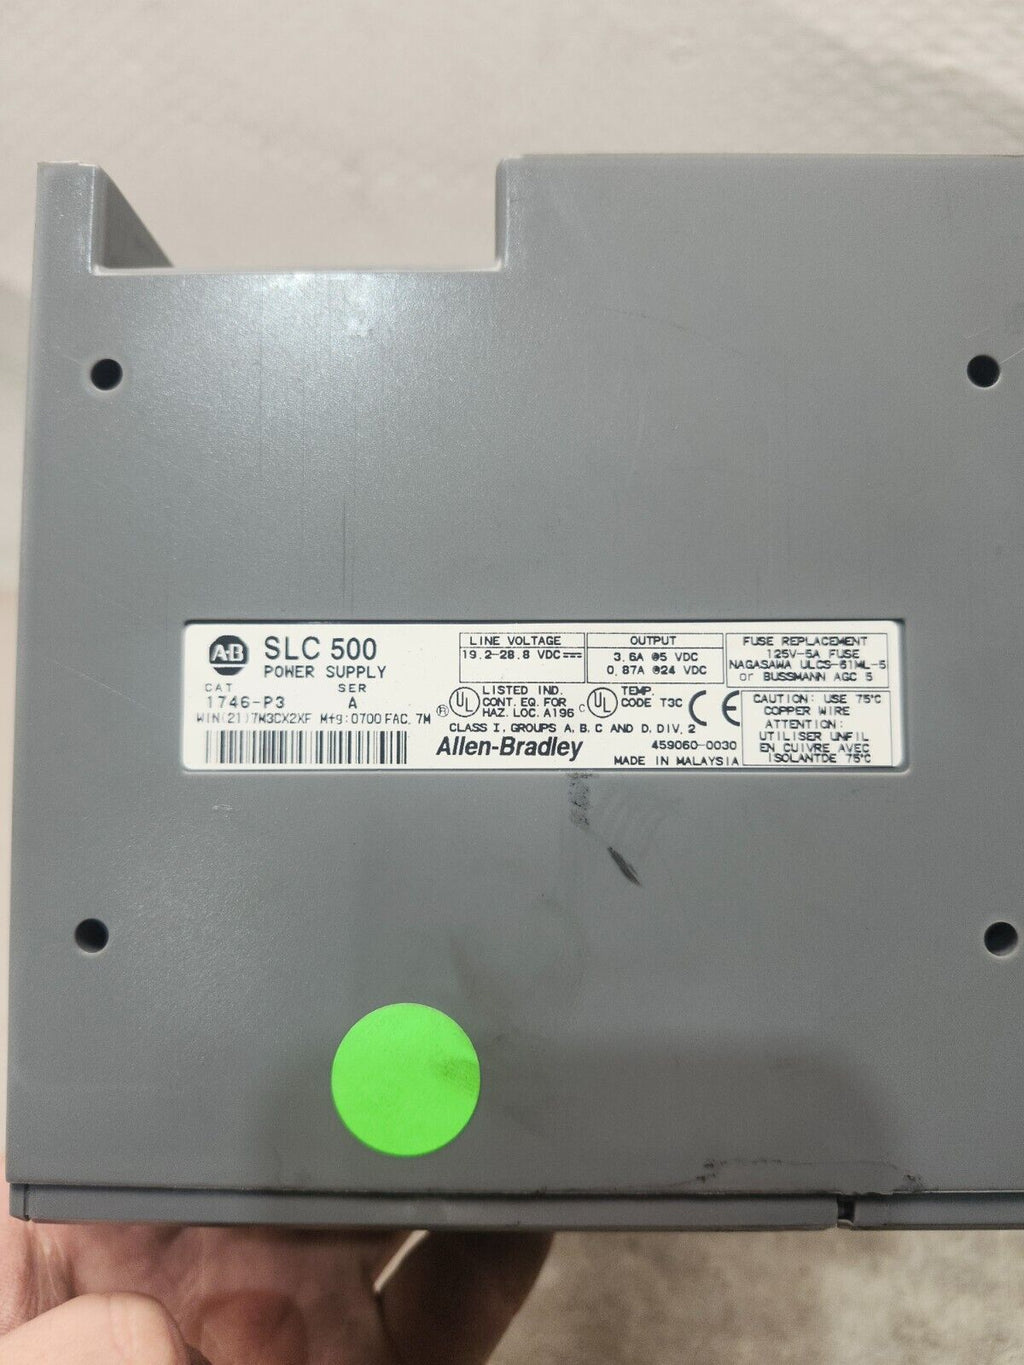 AB
SLC 500
POWER SUPPLY
CAT SER
1746-P3 A
WIN(21)7W3CX2XF Mfg:0700 FAC. 7M
LINE VOLTAGE
19.2-28.8 VDC
OUTPUT
3.6A @5 VDC
0.87A @24 VDC
FUSE REPLACEMENT
125V-5A FUSE
NAGASAWA ULCS-61ML-5
or BUSSMANN AGC 5
UL
®
LISTED IND.
CONT. EQ. FOR
HAZ. LOC. A196
C UL
TEMP.
CODE T3C
CE
CLASS I, GROUPS A, B, C AND D, DIV. 2
Allen-Bradley
459060-0030
MADE IN MALAYSIA
CAUTION: USE 75°C
COPPER WIRE
ATTENTION:
UTILISER UNFIL
EN CUIVRE AVEC
ISOLANTDE 75°C